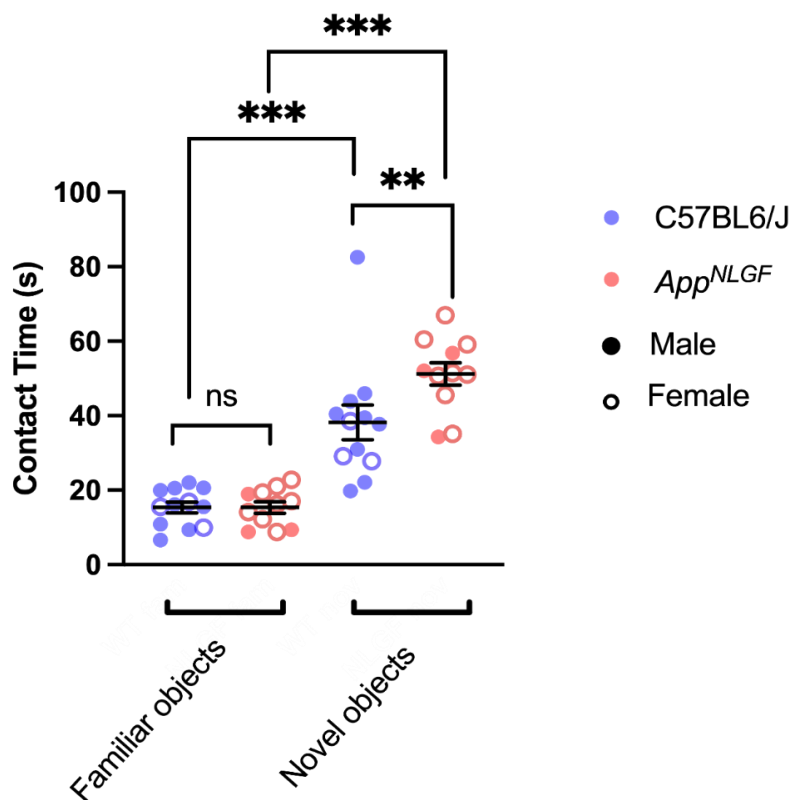 ***
***
**
100
80
60
40
20
0
Contact Time (s)
ns
Familiar objects
Novel objects
C57BL6/J
App^NLGF
Male
Female